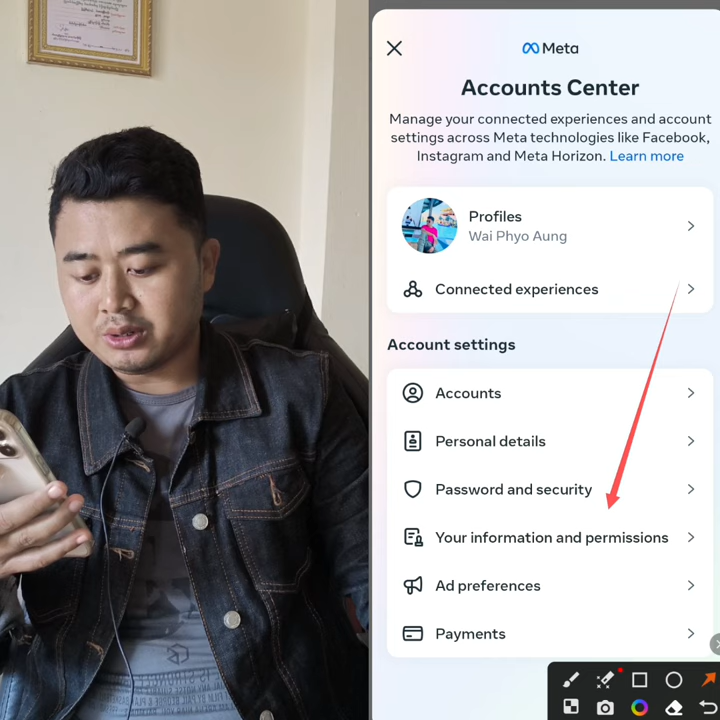 Meta
Accounts Center
Manage your connected experiences and account
settings across Meta technologies like Facebook,
Instagram and Meta Horizon. Learn more
Profiles
Wai Phyo Aung
Connected experiences
Account settings
Accounts
Personal details
Password and security
Your information and permissions
Ad preferences
Payments